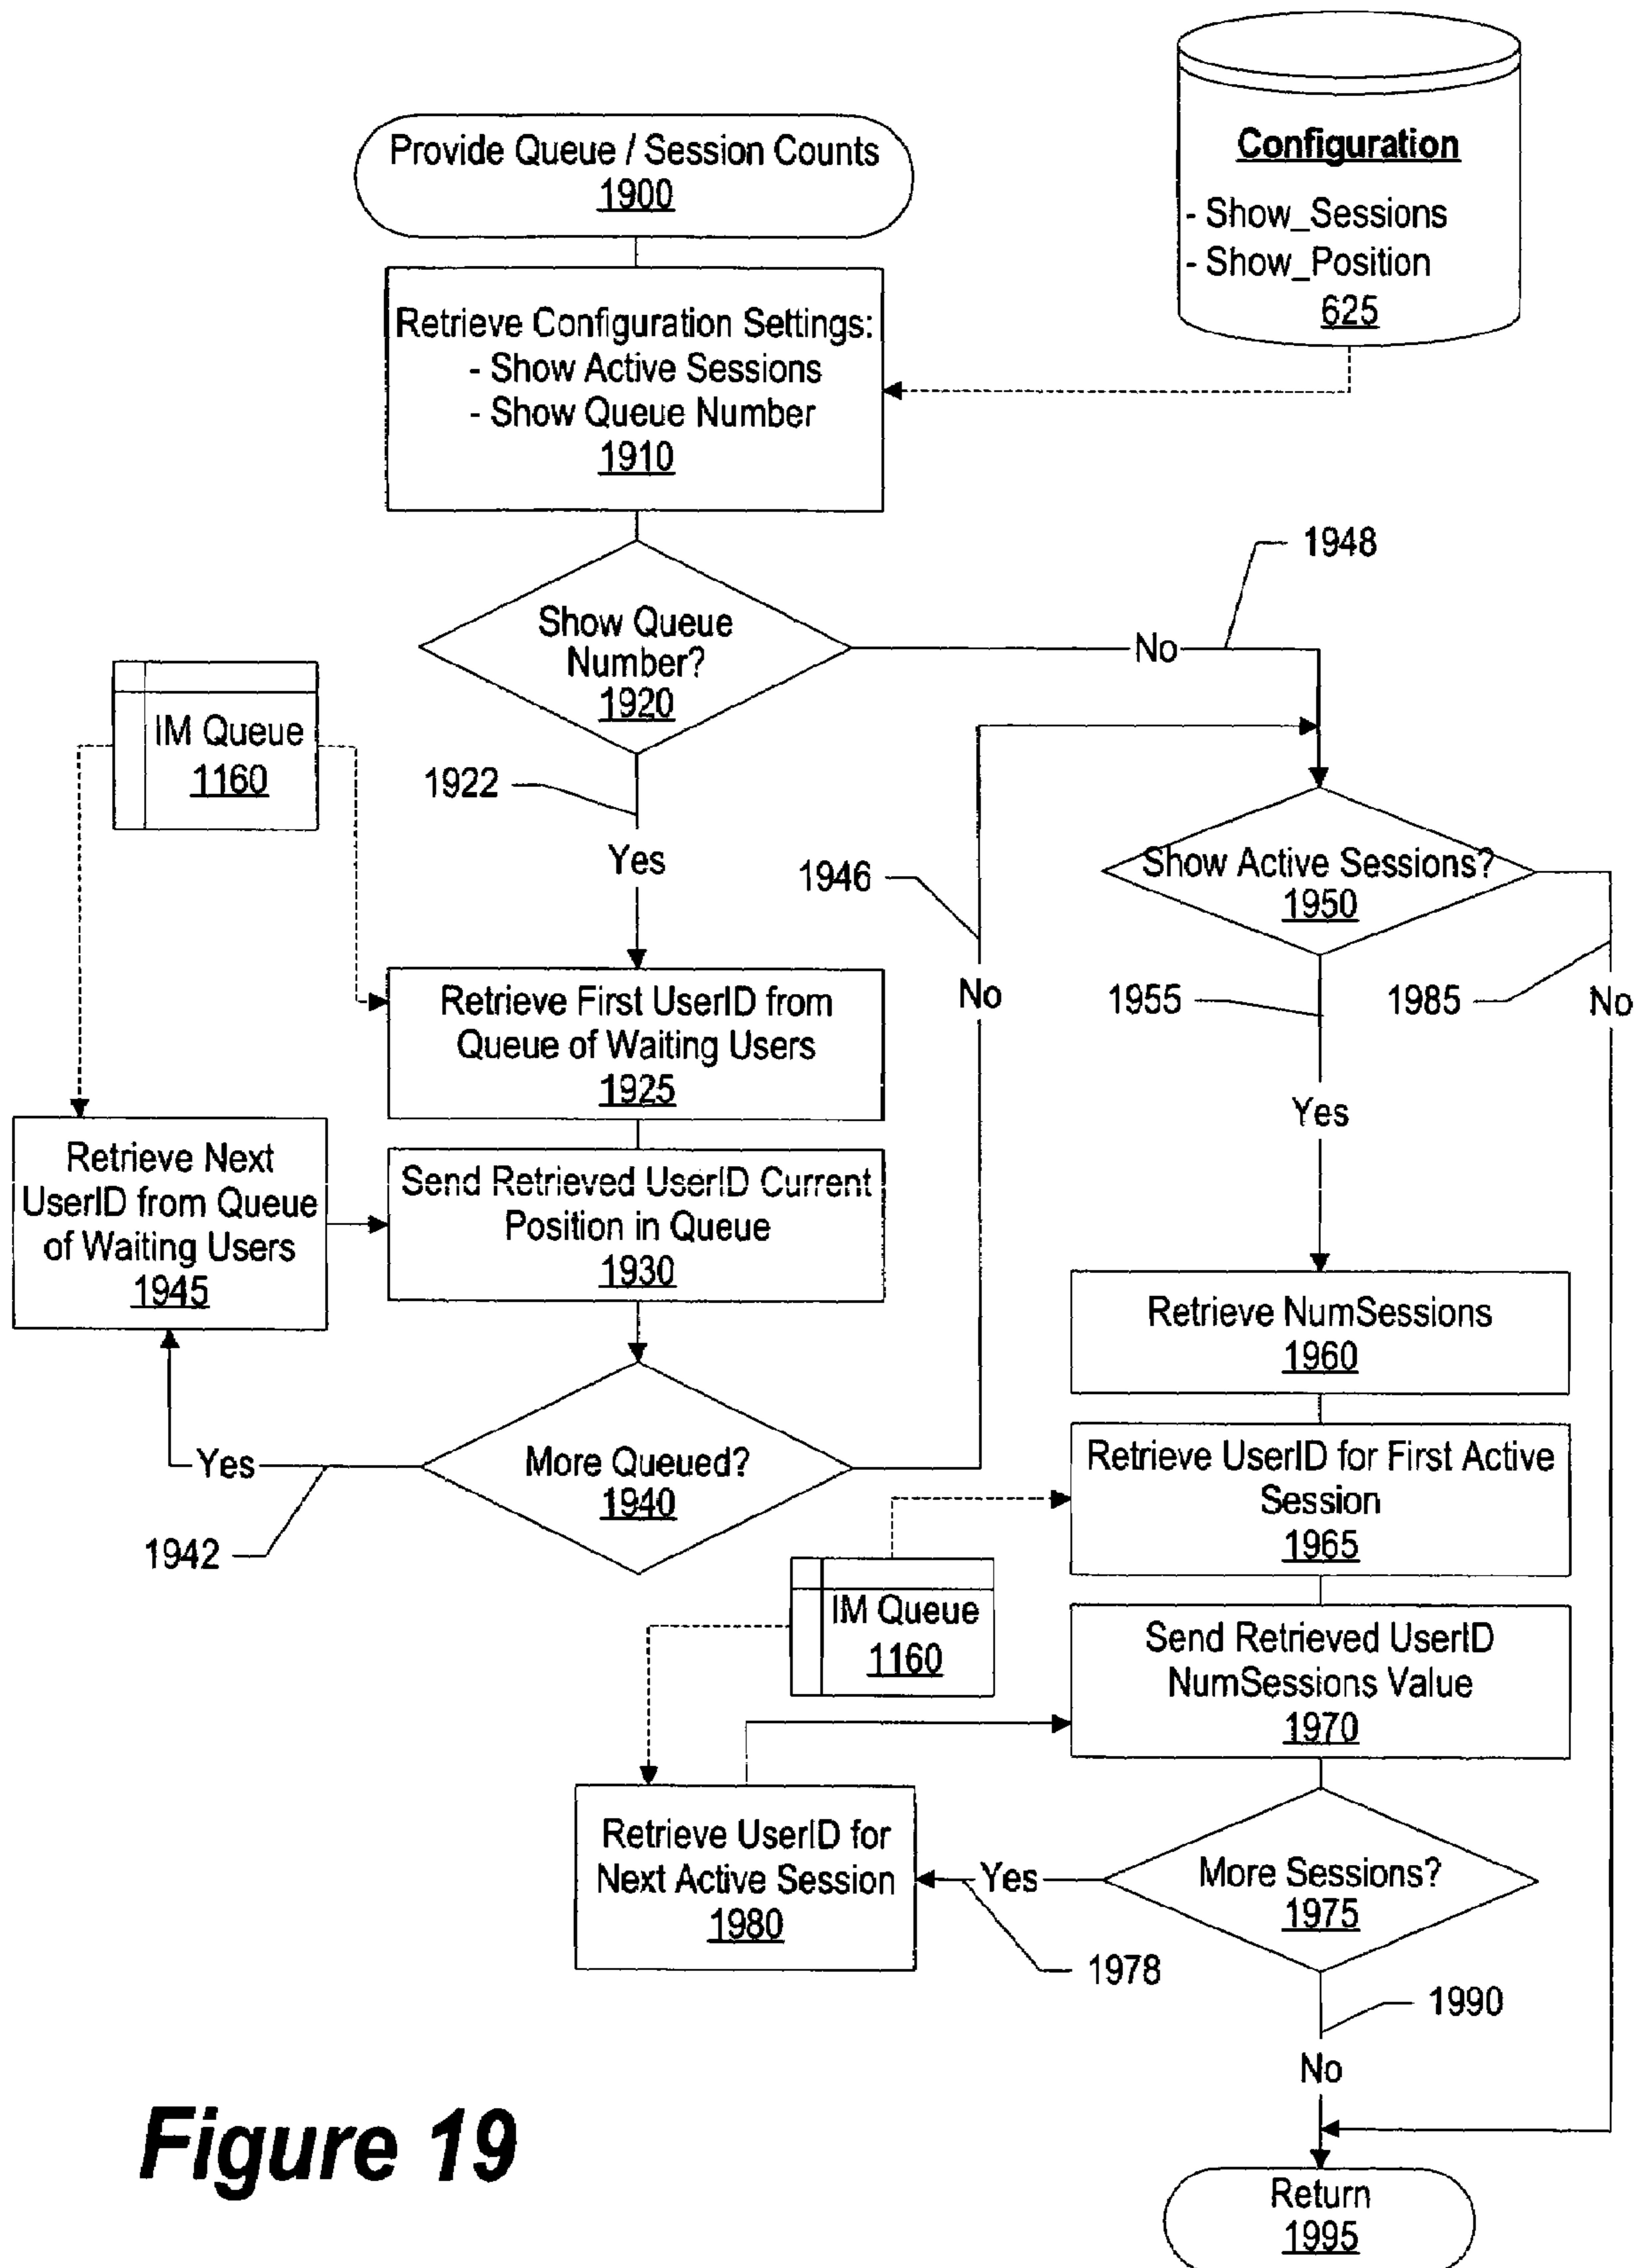 Provide Queue / Session Counts
1900
Configuration
- Show_Sessions
- Show_Position
625
Retrieve Configuration Settings:
- Show Active Sessions
- Show Queue Number
1910
1948
Show Queue
Number?
1920
No
IM Queue
1160
1922
Yes
1946
No
Show Active Sessions?
1950
1955
1985
No
Yes
Retrieve First UserID from
Queue of Waiting Users
1925
Retrieve Next
UserID from Queue
of Waiting Users
1945
Send Retrieved UserID Current
Position in Queue
1930
Retrieve NumSessions
1960
More Queued?
1940
Yes
1942
Retrieve UserID for First Active
Session
1965
IM Queue
1160
Send Retrieved UserID
NumSessions Value
1970
Retrieve UserID for
Next Active Session
1980
Yes
More Sessions?
1975
1978
1990
No
Figure 19
Return
1995